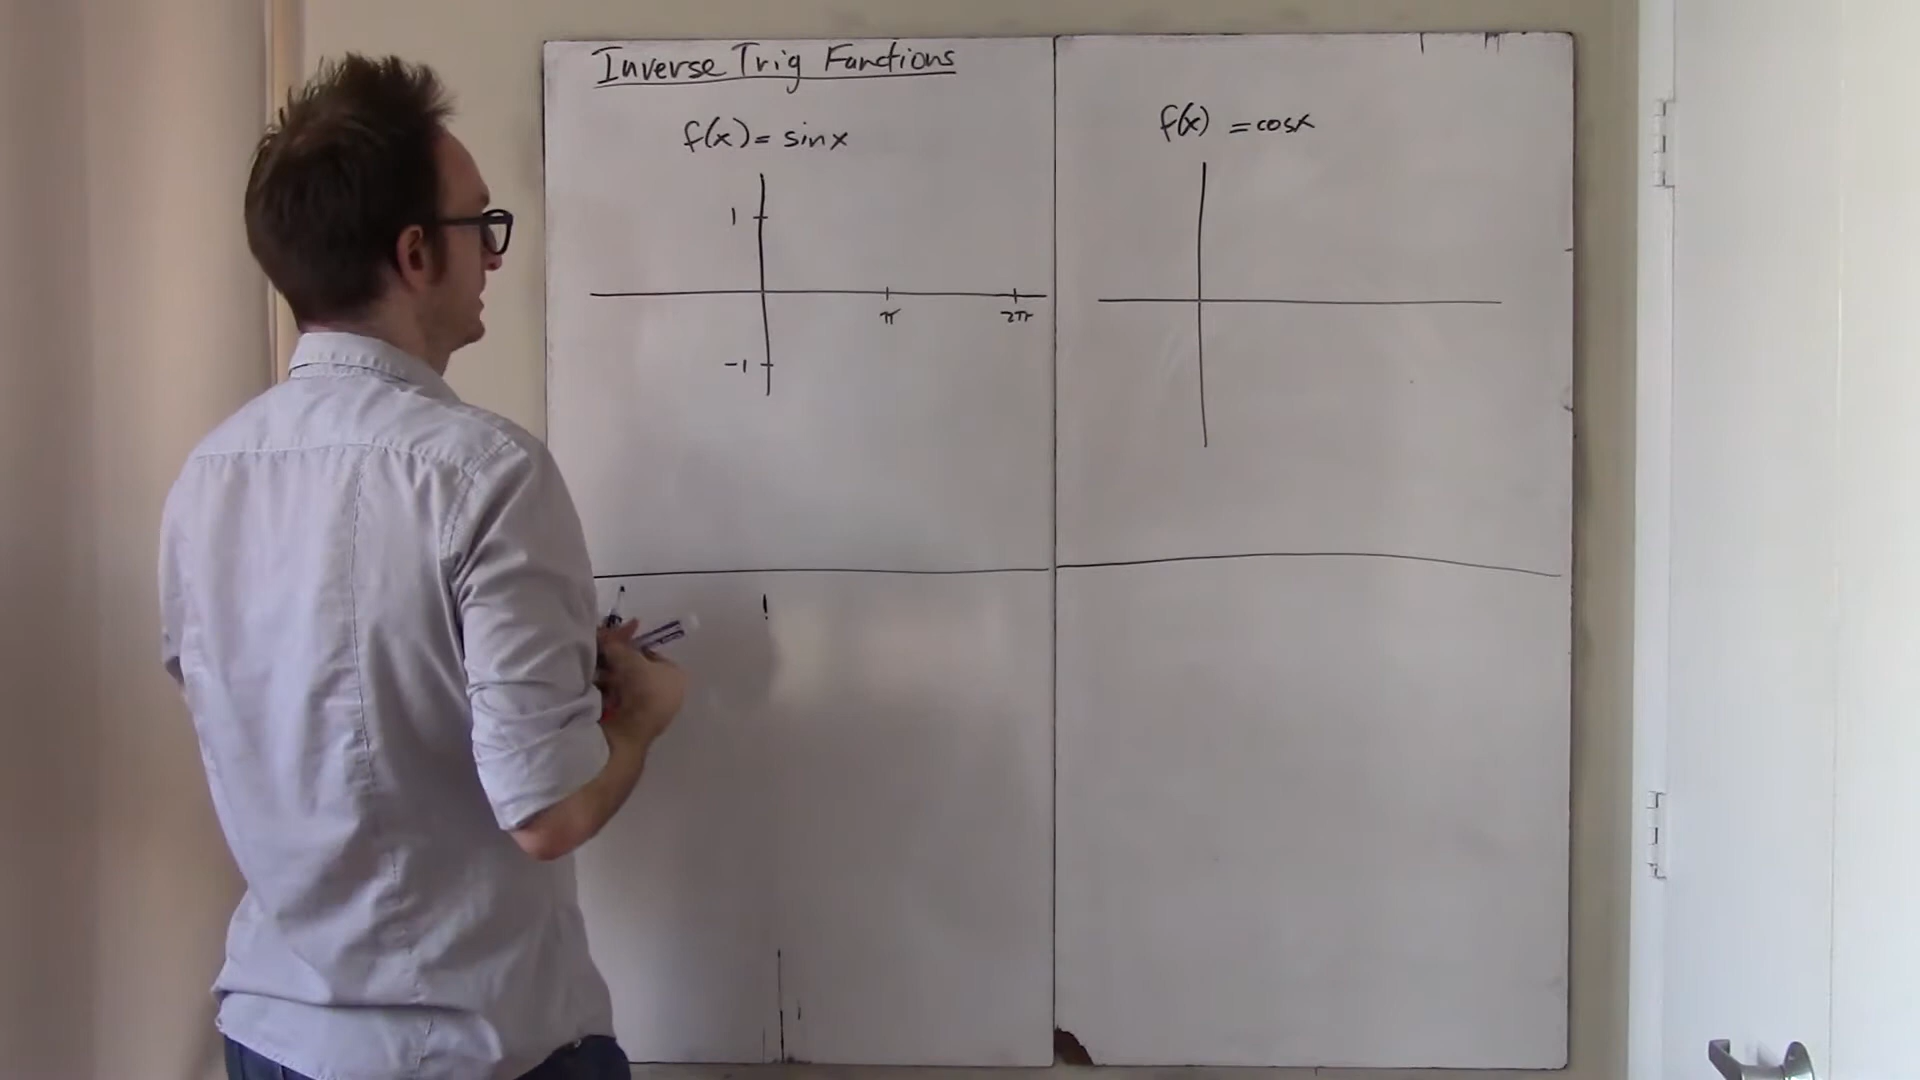 Inverse Trig Functions
f(x) = sin x
1
π
2π
-1
f(x) = cos x